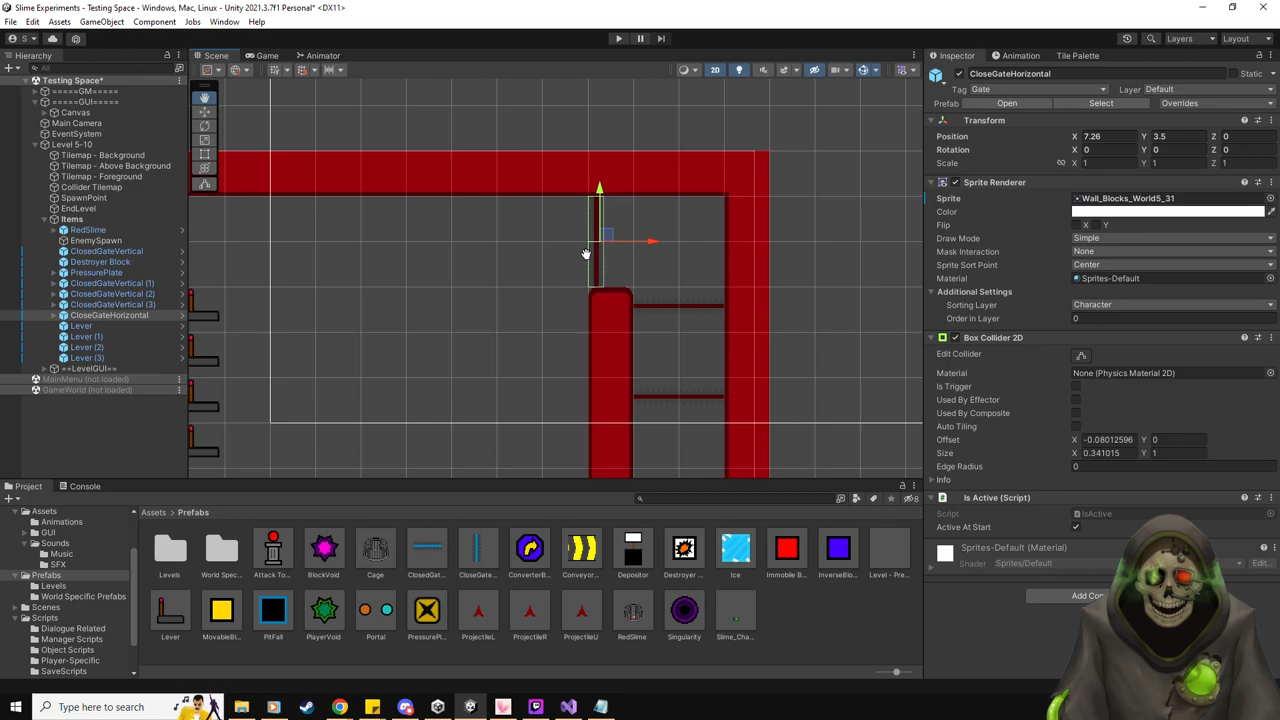 Slime Experiments - Testing Space - Windows, Mac, Linux - Unity 2021.3.7f1 Personal* <DX11>
File Edit Assets GameObject Component Jobs Window Help
S Layers Layout
Hierarchy Scene Game Animator Inspector Animation Tile Palette
All
2D
Testing Space*
=====GM=====
=====GUI=====
Canvas
Main Camera
EventSystem
Level 5-10
Tilemap - Background
Tilemap - Above Background
Tilemap - Foreground
Collider Tilemap
SpawnPoint
EndLevel
Items
RedSlime
EnemySpawn
ClosedGateVertical
Destroyer Block
PressurePlate
ClosedGateVertical (1)
ClosedGateVertical (2)
ClosedGateVertical (3)
CloseGateHorizontal
Lever
Lever (1)
Lever (2)
Lever (3)
==LevelGUI==
MainMenu (not loaded)
GameWorld (not loaded)
CloseGateHorizontal Static
Tag Gate Layer Default
Prefab Open Select Overrides
Transform
Position X 7.26 Y 3.5 Z 0
Rotation X 0 Y 0 Z 0
Scale X 1 Y 1 Z 1
Sprite Renderer
Sprite Wall_Blocks_World5_31
Color
Flip X Y
Draw Mode Simple
Mask Interaction None
Sprite Sort Point Center
Material Sprites-Default
Additional Settings
Sorting Layer Character
Order in Layer 0
Box Collider 2D
Edit Collider
Material None (Physics Material 2D)
Is Trigger
Used By Effector
Used By Composite
Auto Tiling
Offset X -0.08012596 Y 0
Size X 0.341015 Y 1
Edge Radius 0
Info
Is Active (Script)
Script IsActive
Active At Start
Sprites-Default (Material)
Shader Sprites/Default Edit...
Project Console
8
Assets
Animations
GUI
Sounds
Music
SFX
Prefabs
Levels
World Specific Prefabs
Scenes
Scripts
Dialogue Related
Manager Scripts
Object Scripts
Player-Specific
SaveScripts
Assets > Prefabs
Levels World Spec... Attack To... BlockVoid Cage ClosedGat... CloseGate... ConverterB... Conveyor... Depositor Destroyer ... Ice Immobile B... InverseBlo... Level - Pre...
Lever MovableBl... PitFall PlayerVoid Portal PressurePl... ProjectileL ProjectileR ProjectileU RedSlime Singularity Slime_Cha...
Type here to search